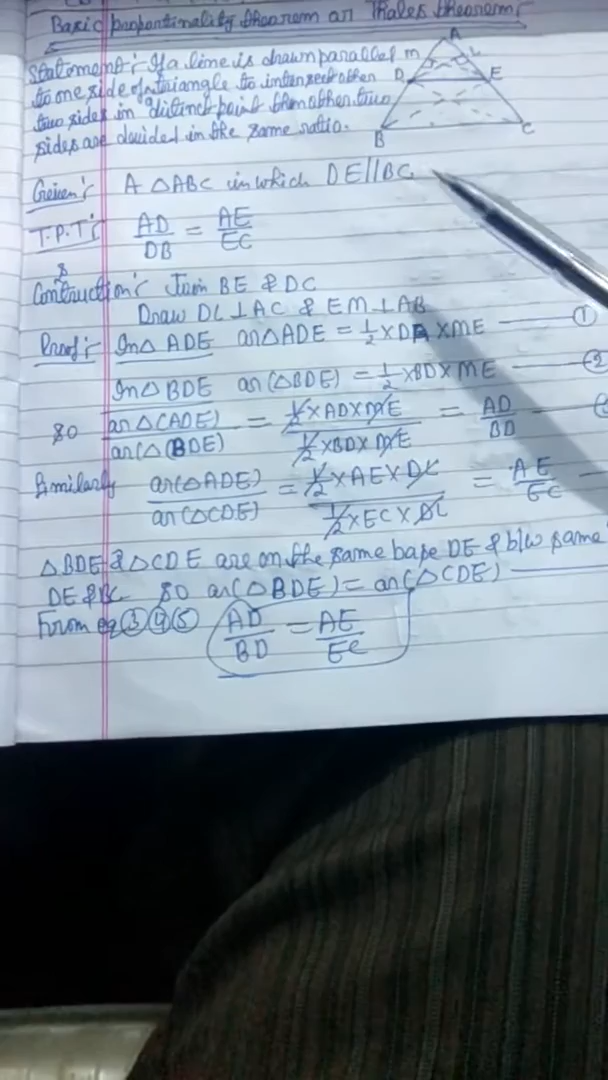 Basic proportionality theorem or Thales theorem:
Statement:- If a line is drawn parallel
to one side of a triangle to intersect other
two sides in distinct point then other two
sides are divided in the same ratio.
A
M
L
D
E
B
C
Given:- A △ABC in which DE||BC
T.P.T:- AD/DB = AE/EC
Contruction:- Join BE & DC
Draw DL⊥AC & EM⊥AB
Proof:- In△ ADE ar△ADE = 1/2 × DA × ME — ①
In△ BDE ar(△BDE) = 1/2 × BD × ME — ②
so ar△(ADE)/ar(△BDE) = 1/2×AD×ME / 1/2×BD×ME = AD/BD —
Similarly ar(△ADE)/ar(△CDE) = 1/2×AE×DL / 1/2×EC×DL = AE/EC —
△BDE & △CDE are on the same base DE & b/w same
DE & BC so ar(△BDE) = ar(△CDE) —
From eq ③④⑤ AD/BD = AE/EC